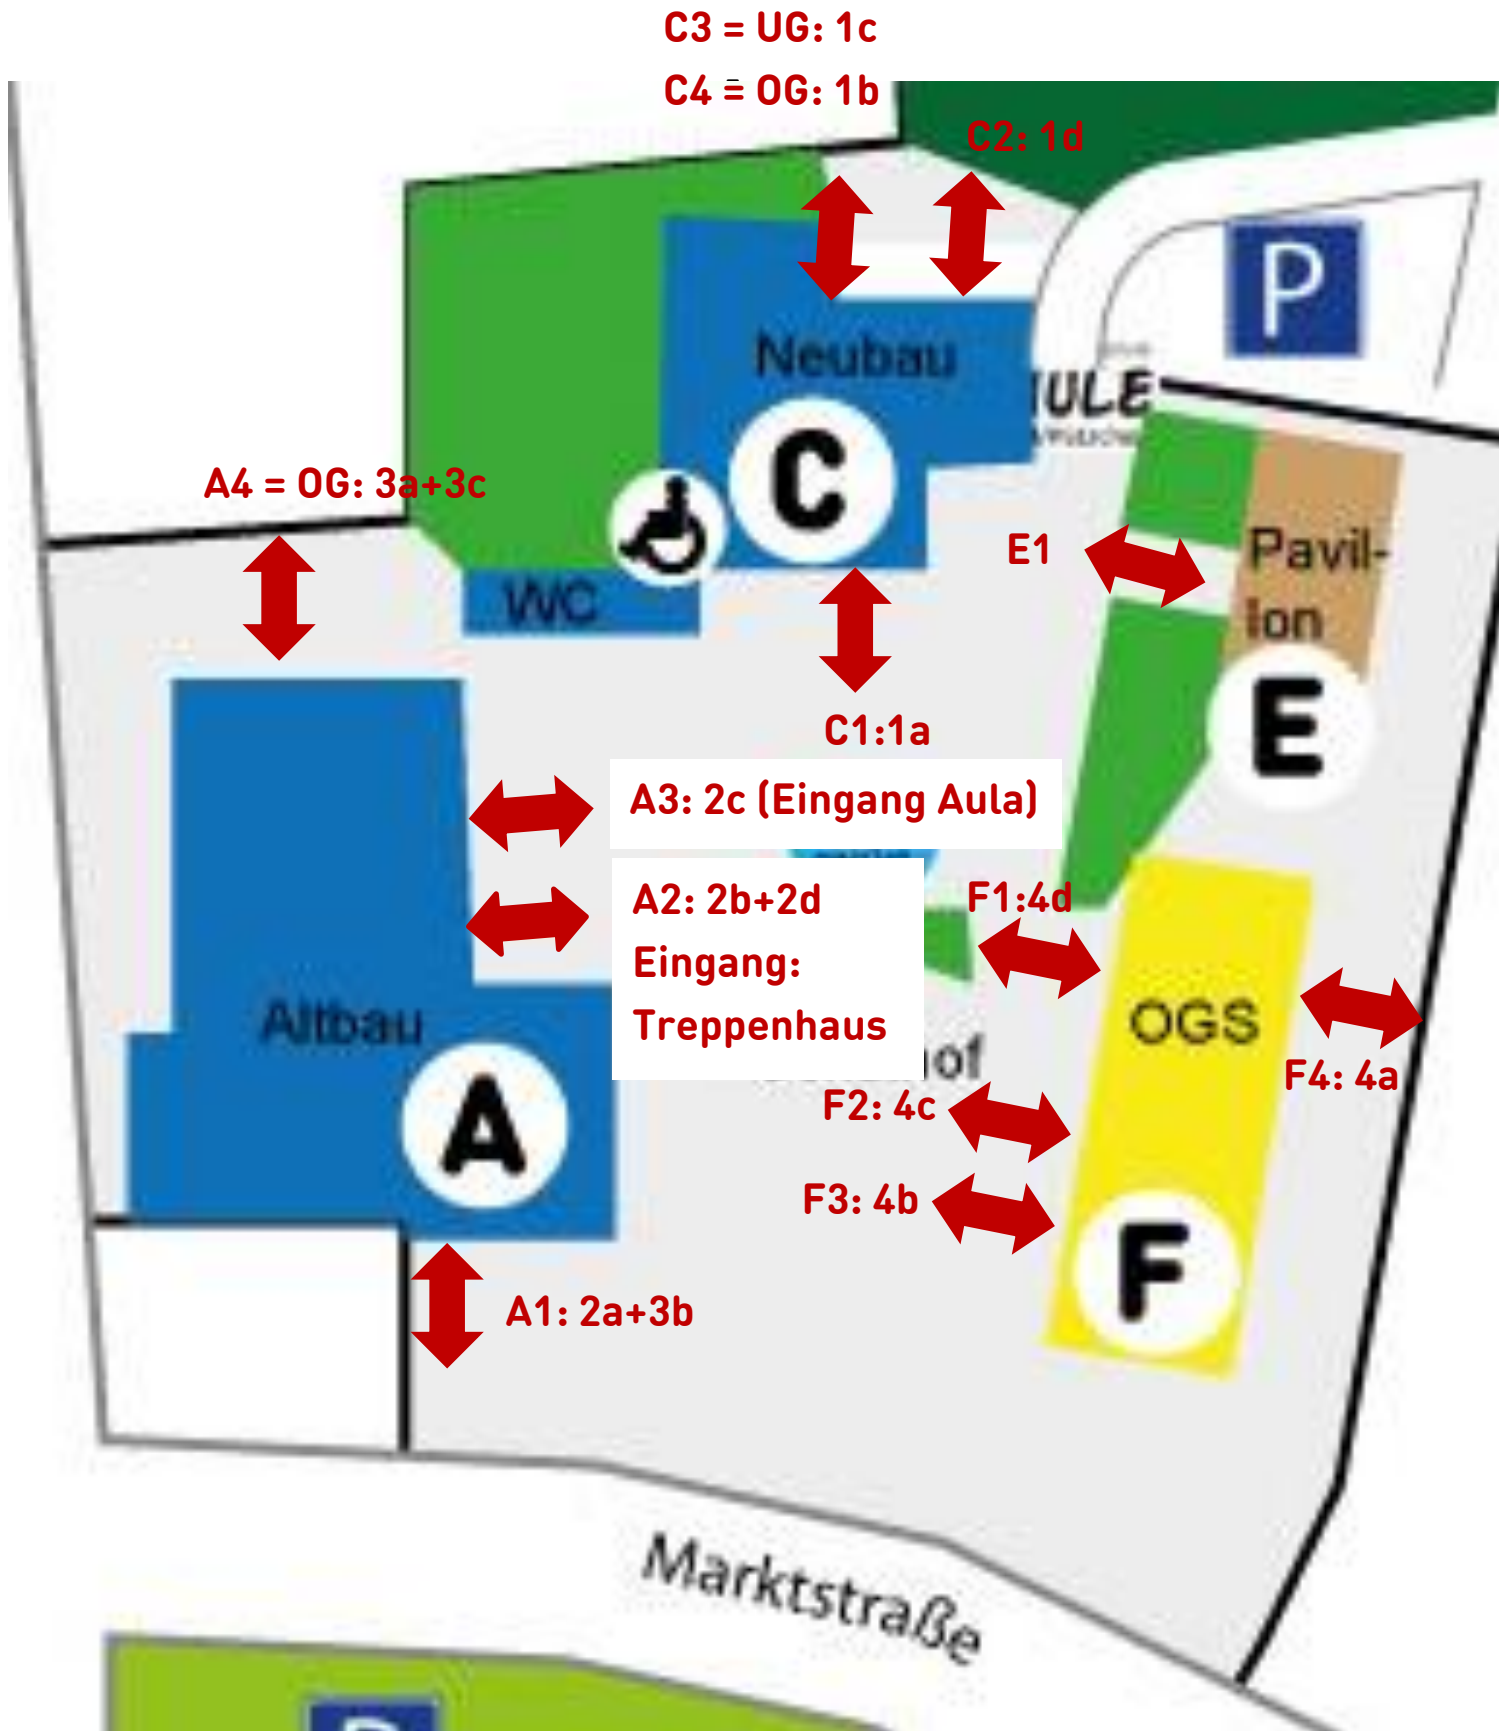 C3 = UG: 1c
C4 = OG: 1b
C2: 1d
P
Neubau
ULE
C
A4 = OG: 3a+3c
E1
Pavil-
lon
WC
E
C1:1a
A3: 2c (Eingang Aula)
A2: 2b+2d
Eingang:
Treppenhaus
F1:4d
Altbau
OGS
of
F4: 4a
A
F2: 4c
F3: 4b
F
A1: 2a+3b
Marktstraße
P